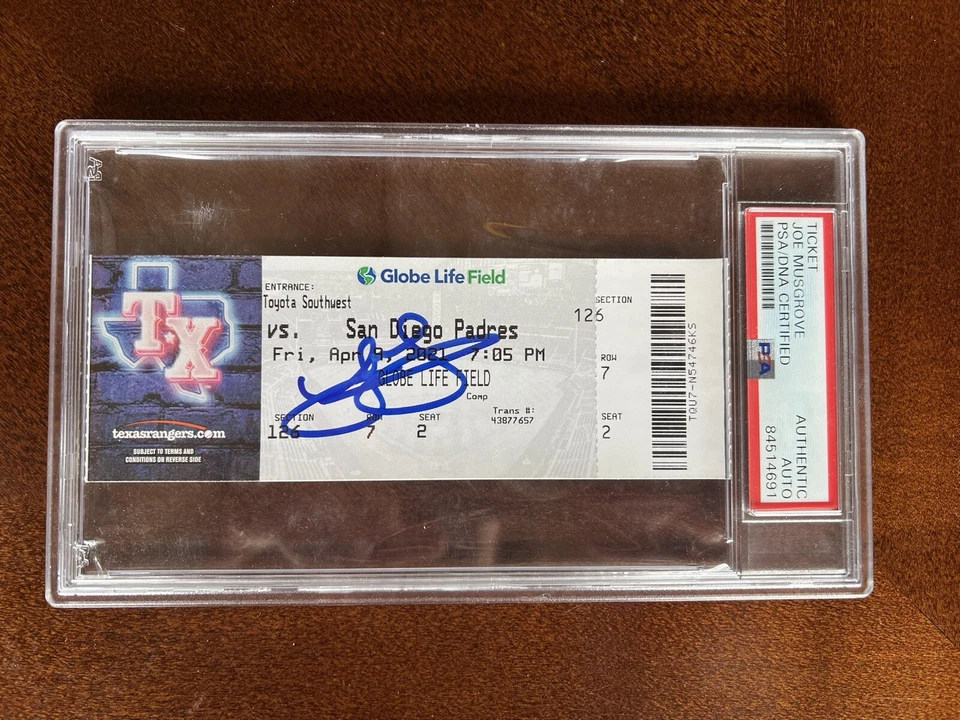 TX
texasrangers.com
SUBJECT TO TERMS AND
CONDITIONS ON REVERSE SIDE
Globe Life Field
ENTRANCE:
Toyota Southwest
vs. San Diego Padres
Fri, Apr 9, 2021 7:05 PM
GLOBE LIFE FIELD
Comp
SECTION ROW SEAT
126 7 2
Trans #:
43877657
SECTION
126
ROW
7
SEAT
2
TQU7-N54746KS
TICKET
JOE MUSGROVE
PSA/DNA CERTIFIED
PSA
AUTHENTIC
AUTO
84514691